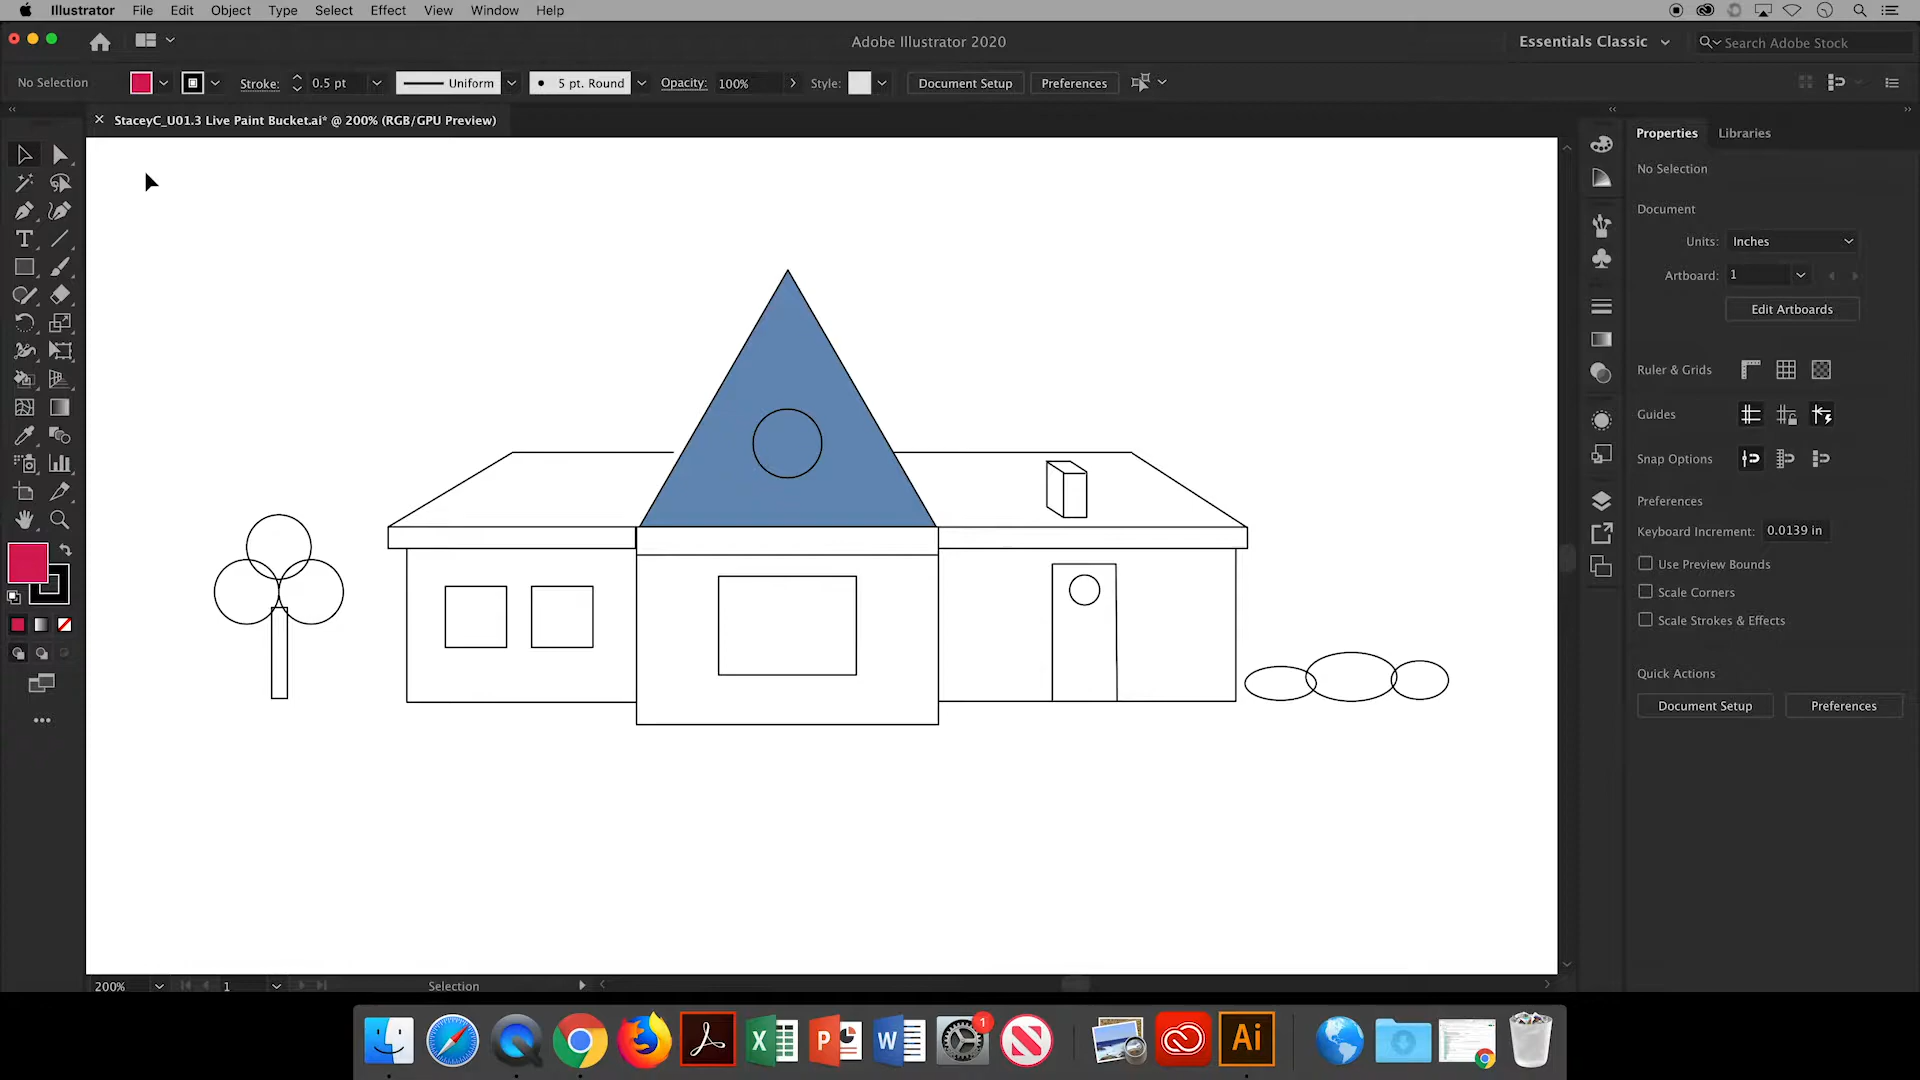 Illustrator File Edit Object Type Select Effect View Window Help
Adobe Illustrator 2020
Essentials Classic
Search Adobe Stock
No Selection
Stroke: 0.5 pt
Uniform
5 pt. Round
Opacity: 100%
Style:
Document Setup
Preferences
StaceyC_U01.3 Live Paint Bucket.ai* @ 200% (RGB/GPU Preview)
Properties Libraries
No Selection
Document
Units: Inches
Artboard: 1
Edit Artboards
Ruler & Grids
Guides
Snap Options
Preferences
Keyboard Increment: 0.0139 in
Use Preview Bounds
Scale Corners
Scale Strokes & Effects
Quick Actions
Document Setup Preferences
200% 1 Selection
X P W 1 Ai